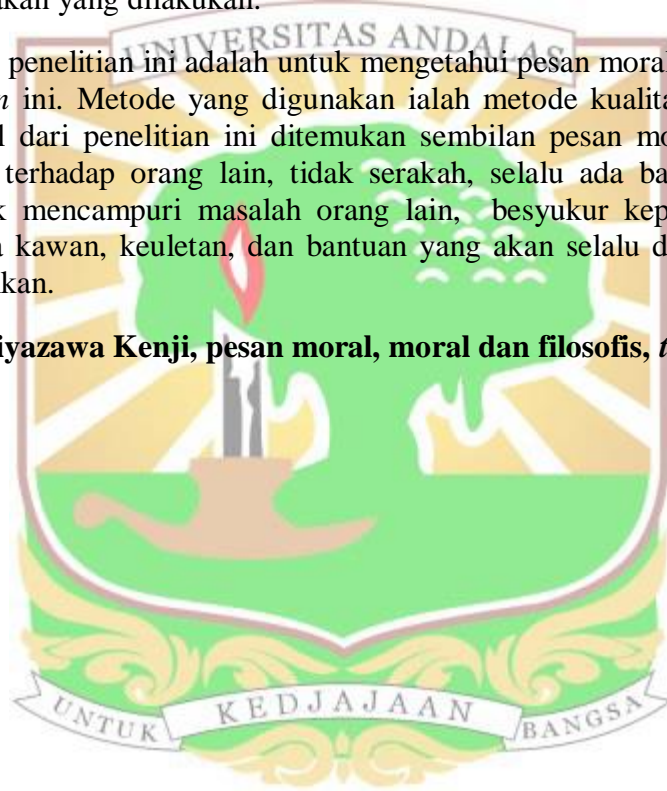 akan yang dilakukan.
UNIVERSITAS ANDALAS
penelitian ini adalah untuk mengetahui pesan moral
n ini. Metode yang digunakan ialah metode kualita
l dari penelitian ini ditemukan sembilan pesan mo
terhadap orang lain, tidak serakah, selalu ada ba
k mencampuri masalah orang lain, besyukur kep
a kawan, keuletan, dan bantuan yang akan selalu d
kan.
iyazawa Kenji, pesan moral, moral dan filosofis, t
UNTUK KEDJAJAAN BANGSA